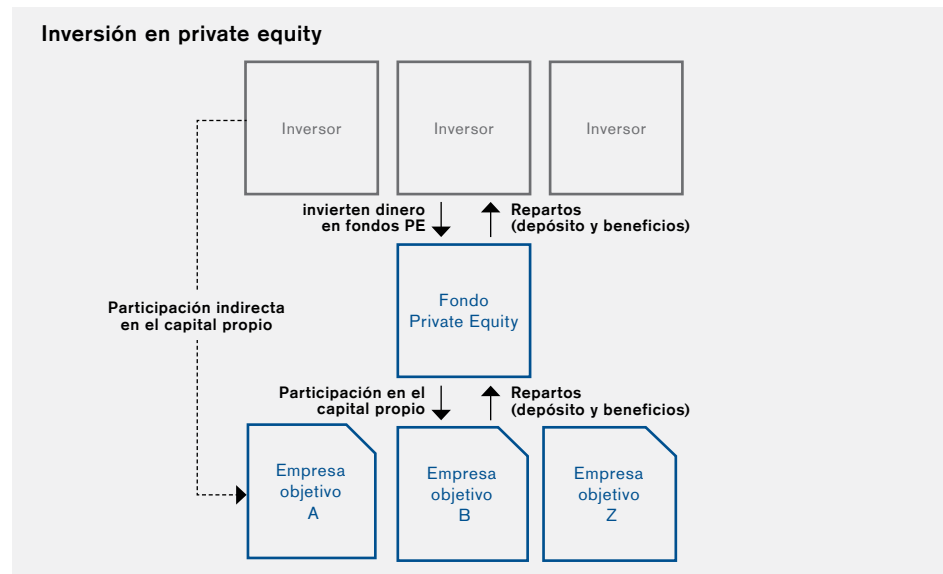 Inversión en private equity
Inversor
Inversor
Inversor
invierten dinero
en fondos PE
Repartos
(depósito y beneficios)
Fondo
Private Equity
Participación indirecta
en el capital propio
Participación en el
capital propio
Repartos
(depósito y beneficios)
Empresa
objetivo
A
Empresa
objetivo
B
Empresa
objetivo
Z